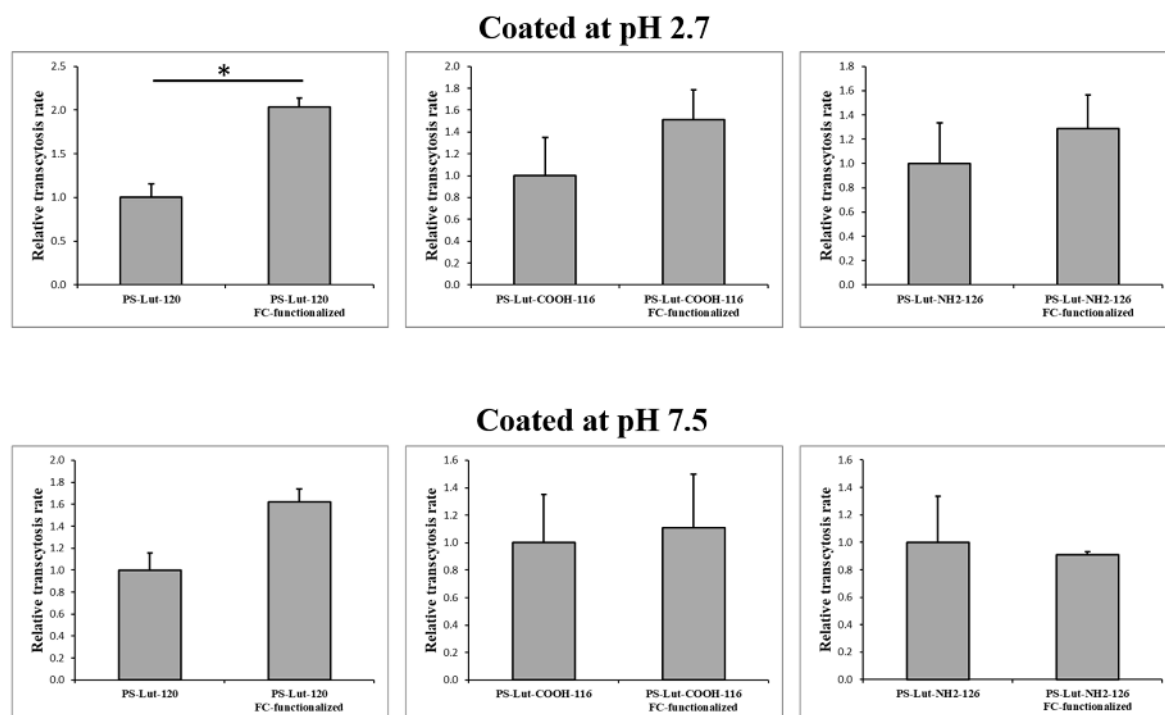 Coated at pH 2.7
Relative transcytosis rate
2.5
2.0
1.5
1.0
0.5
0.0
*
PS-Lut-120
PS-Lut-120
FC-functionalized
Relative transcytosis rate
2.0
1.8
1.6
1.4
1.2
1.0
0.8
0.6
0.4
0.2
0.0
PS-Lut-COOH-116
PS-Lut-COOH-116
FC-functionalized
Relative transcytosis rate
1.8
1.6
1.4
1.2
1.0
0.8
0.6
0.4
0.2
0.0
PS-Lut-NH2-126
PS-Lut-NH2-126
FC-functionalized
Coated at pH 7.5
Relative transcytosis rate
2.0
1.8
1.6
1.4
1.2
1.0
0.8
0.6
0.4
0.2
0.0
PS-Lut-120
PS-Lut-120
FC-functionalized
Relative transcytosis rate
1.6
1.4
1.2
1.0
0.8
0.6
0.4
0.2
0.0
PS-Lut-COOH-116
PS-Lut-COOH-116
FC-functionalized
Relative transcytosis rate
1.6
1.4
1.2
1.0
0.8
0.6
0.4
0.2
0.0
PS-Lut-NH2-126
PS-Lut-NH2-126
FC-functionalized